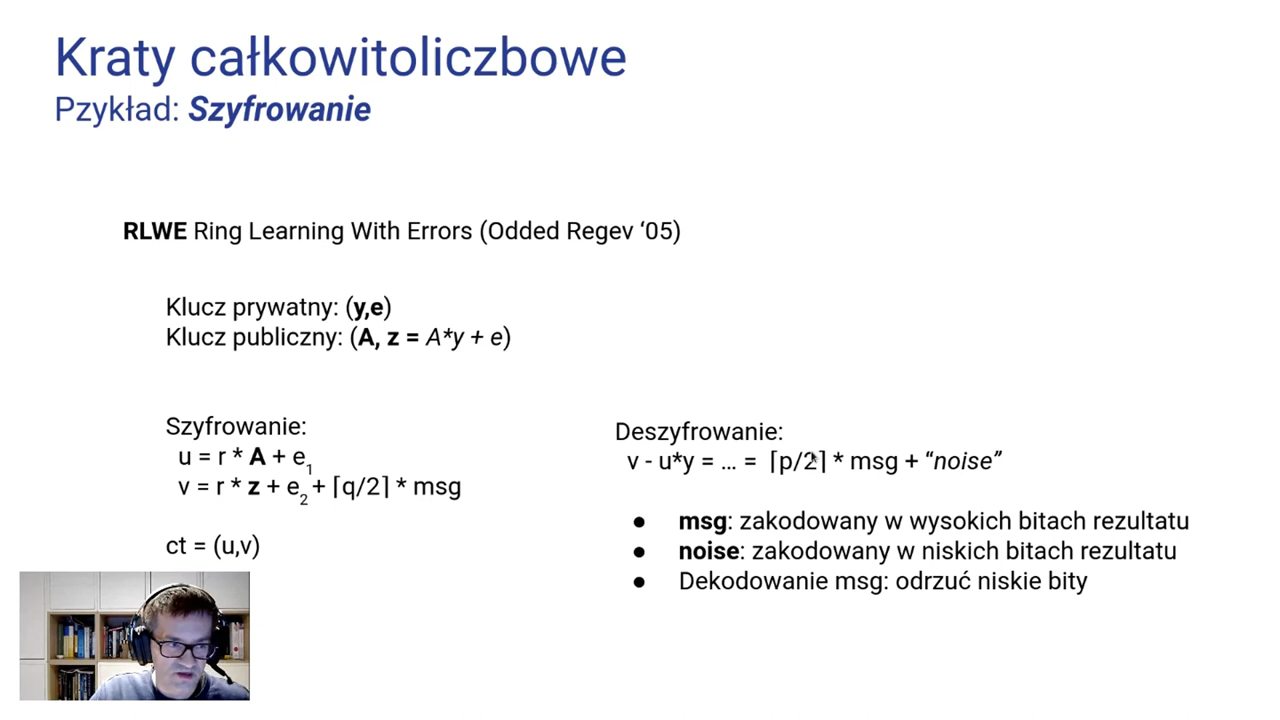 Kraty całkowitoliczbowe
Pzykład: Szyfrowanie
RLWE Ring Learning With Errors (Odded Regev ‘05)
Klucz prywatny: (y,e)
Klucz publiczny: (A, z = A*y + e)
Szyfrowanie:
u = r * A + e₁
v = r * z + e₂ + ⌈q/2⌉ * msg
ct = (u,v)
Deszyfrowanie:
v - u*y = ... = ⌈p/2⌉ * msg + “noise”
● msg: zakodowany w wysokich bitach rezultatu
● noise: zakodowany w niskich bitach rezultatu
● Dekodowanie msg: odrzuć niskie bity